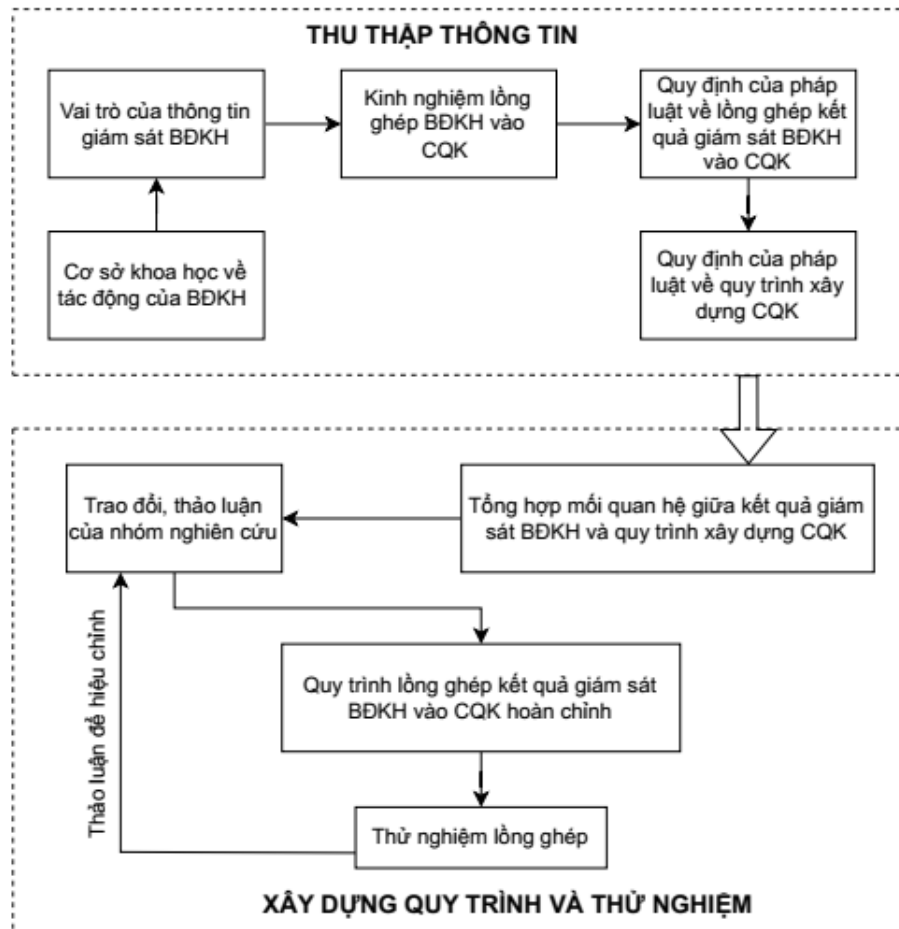 THU THẬP THÔNG TIN
Vai trò của thông tin
giám sát BĐKH
Kinh nghiệm lồng
ghép BĐKH vào
CQK
Quy định của pháp
luật về lồng ghép kết
quả giám sát BĐKH
vào CQK
Cơ sở khoa học về
tác động của BĐKH
Quy định của pháp
luật về quy trình xây
dựng CQK
Trao đổi, thảo luận
của nhóm nghiên cứu
Tổng hợp mối quan hệ giữa kết quả giám
sát BĐKH và quy trình xây dựng CQK
Thảo luận để hiệu chỉnh
Quy trình lồng ghép kết quả giám sát
BĐKH vào CQK hoàn chỉnh
Thử nghiệm lồng ghép
XÂY DỰNG QUY TRÌNH VÀ THỬ NGHIỆM